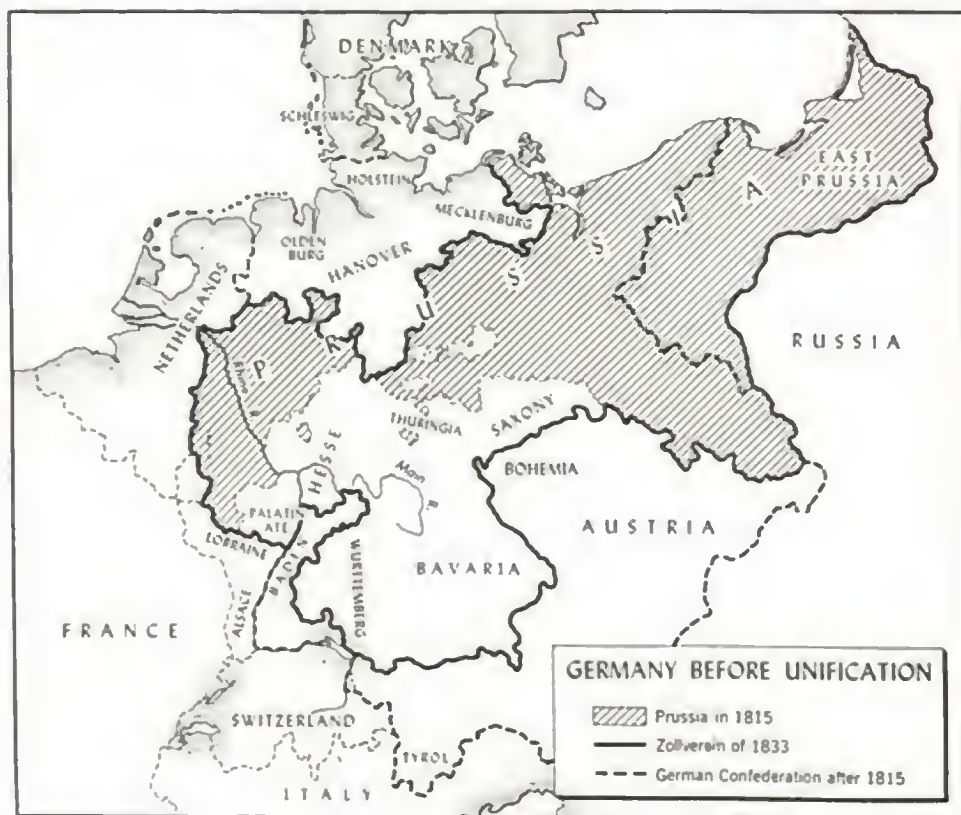 DENMARK
SCHLESWIG
HOLSTEIN
EAST
PRUSSIA
MECKLENBURG
OLDEN
BURG
HANOVER
NETHERLANDS
PRUSSIA
RUSSIA
Rhine R.
THURINGIA
SAXONY
HESSE
Main R.
BOHEMIA
PALATIN
ATE
LORRAINE
AUSTRIA
BADEN
WURTTEMBERG
BAVARIA
ALSACE
FRANCE
SWITZERLAND
TYROL
ITALY
GERMANY BEFORE UNIFICATION
Prussia in 1815
Zollverein of 1833
German Confederation after 1815